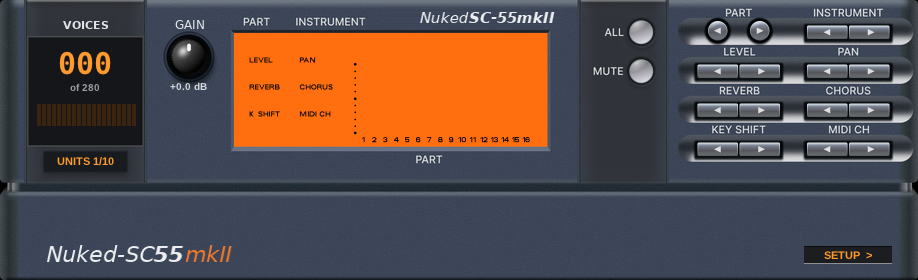 VOICES
000
of 280
UNITS 1/10
GAIN
+0.0 dB
PART INSTRUMENT
NukedSC-55mkII
LEVEL PAN
REVERB CHORUS
K SHIFT MIDI CH
1 2 3 4 5 6 7 8 9 10 11 12 13 14 15 16
PART
ALL
MUTE
PART INSTRUMENT
LEVEL PAN
REVERB CHORUS
KEY SHIFT MIDI CH
Nuked-SC55mkII
SETUP >